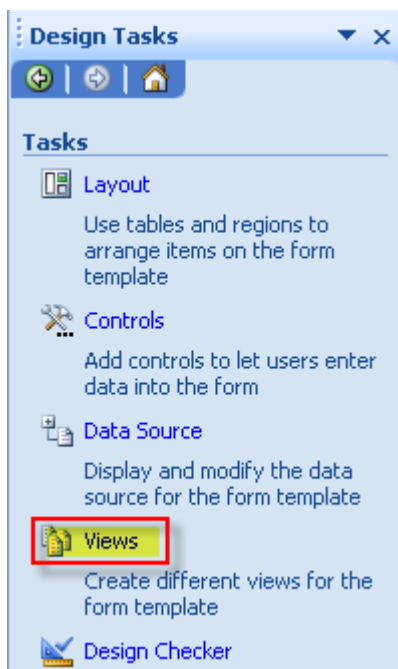 Design Tasks
Tasks
Layout
Use tables and regions to
arrange items on the form
template
Controls
Add controls to let users enter
data into the form
Data Source
Display and modify the data
source for the form template
Views
Create different views for the
form template
Design Checker